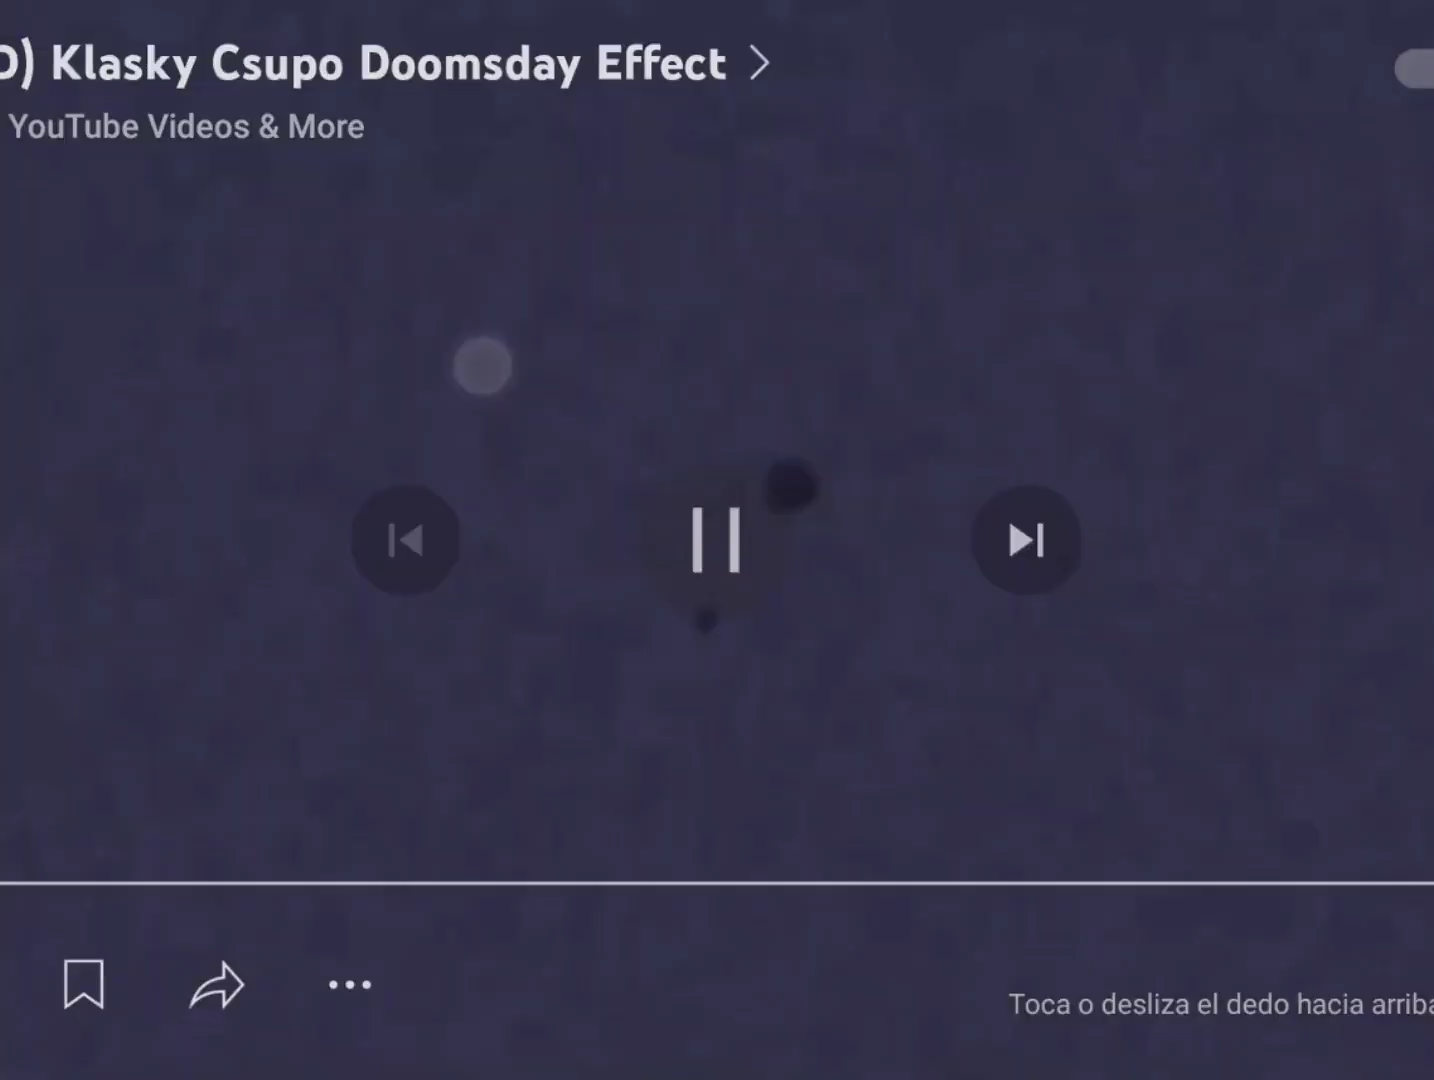 D) Klasky Csupo Doomsday Effect
YouTube Videos & More
Toca o desliza el dedo hacia arriba